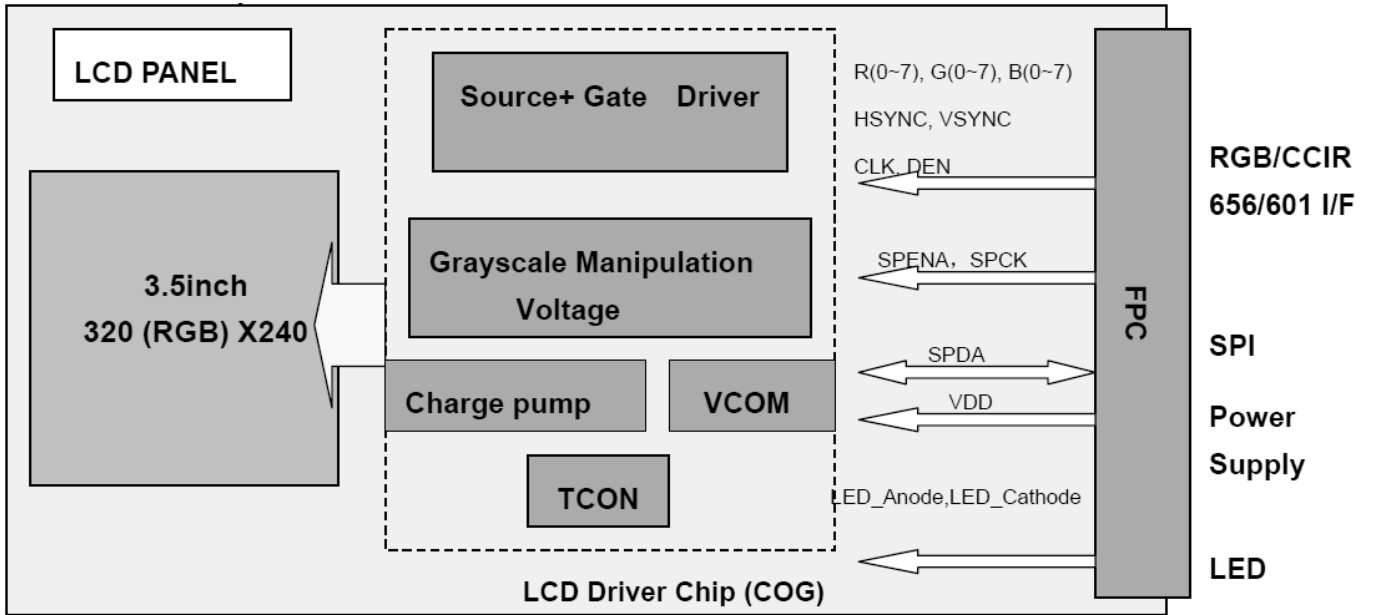 LCD PANEL
3.5inch
320 (RGB) X240
Source+ Gate Driver
Grayscale Manipulation
Voltage
Charge pump
VCOM
TCON
LCD Driver Chip (COG)
R(0~7), G(0~7), B(0~7)
HSYNC, VSYNC
CLK, DEN
SPENA，SPCK
SPDA
VDD
LED_Anode,LED_Cathode
FPC
RGB/CCIR
656/601 I/F
SPI
Power
Supply
LED